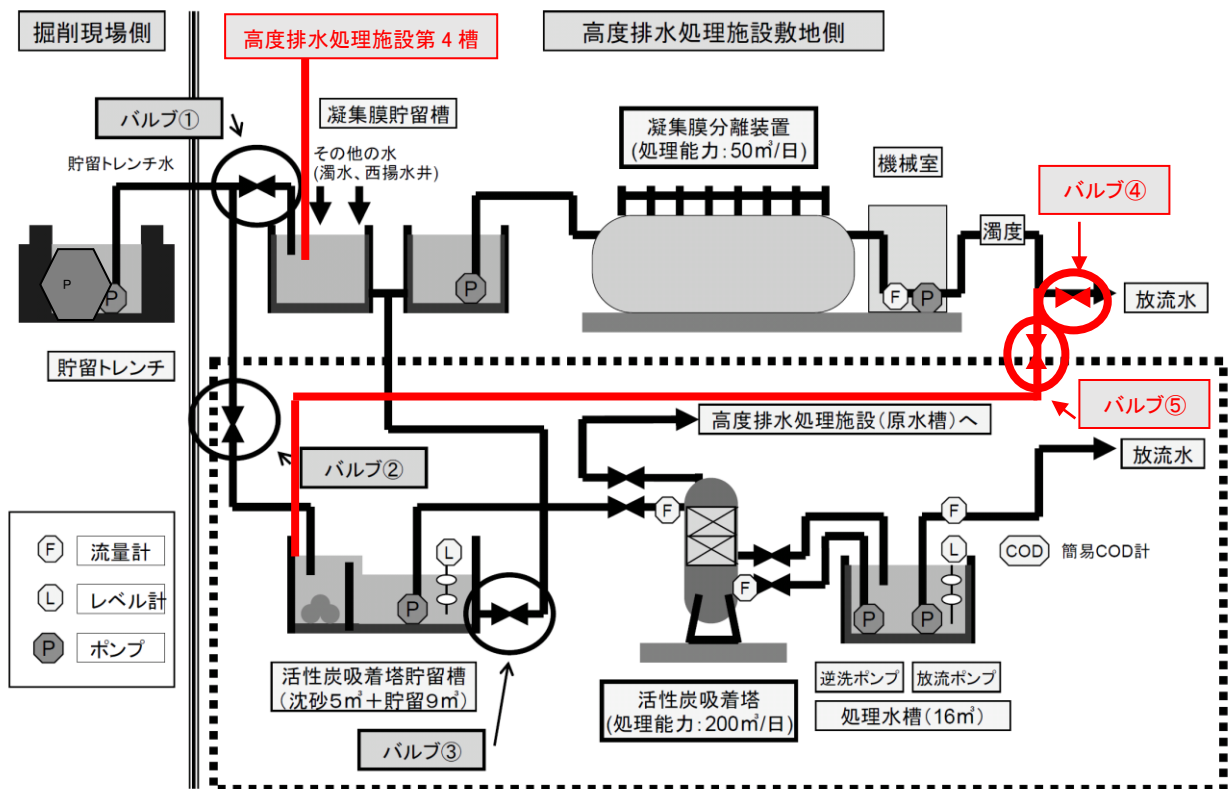 掘削現場側
高度排水処理施設第4槽
高度排水処理施設敷地側
バルブ①
凝集膜貯留槽
凝集膜分離装置
(処理能力:50㎥/日)
機械室
バルブ④
貯留トレンチ水
その他の水
(濁水、西揚水井)
濁度
P
P
P
F
P
放流水
貯留トレンチ
バルブ⑤
高度排水処理施設(原水槽)へ
放流水
バルブ②
F
F
F
流量計
L
レベル計
P
ポンプ
L
P
F
L
P
P
COD
簡易COD計
活性炭吸着塔貯留槽
(沈砂5㎥+貯留9㎥)
バルブ③
活性炭吸着塔
(処理能力:200㎥/日)
逆洗ポンプ
放流ポンプ
処理水槽(16㎥)